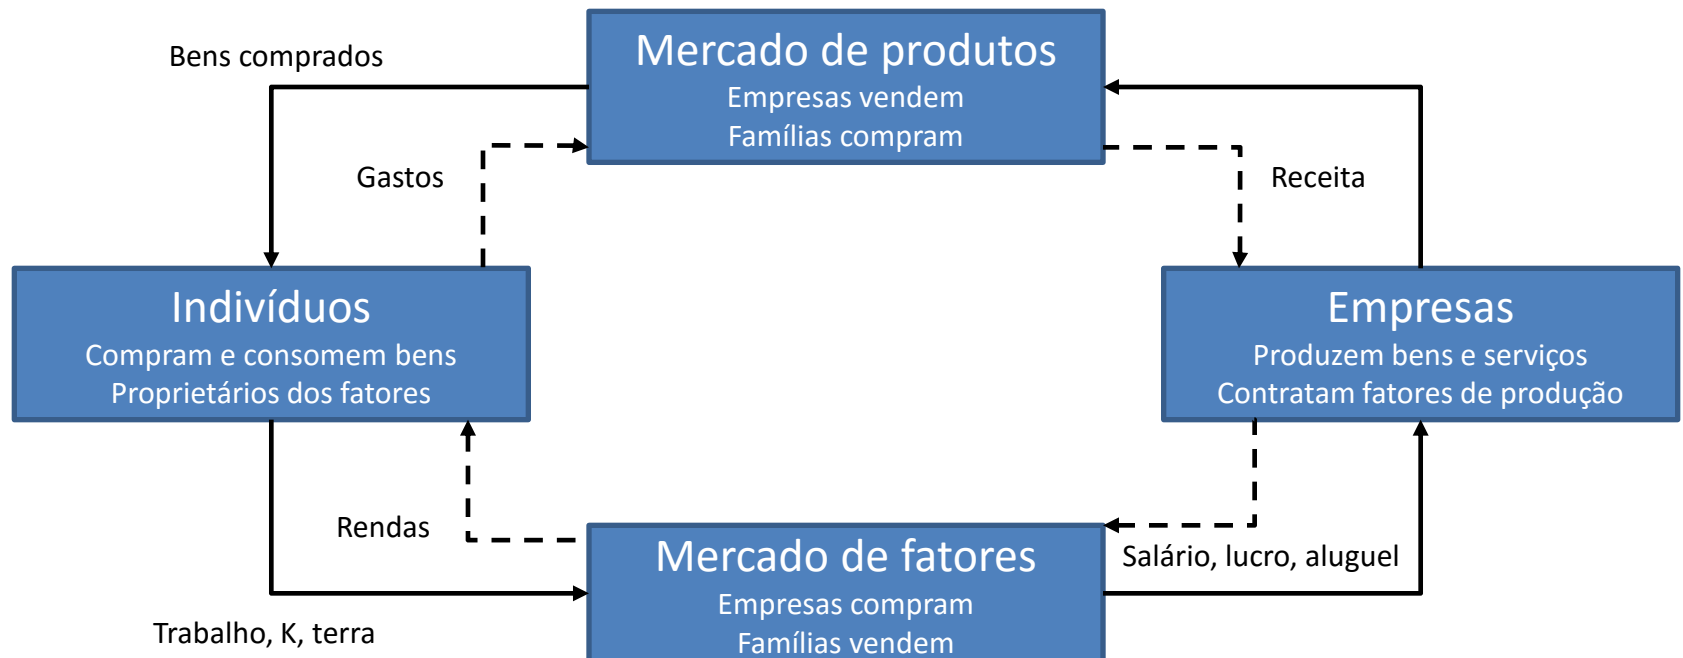 Mercado de produtos
Empresas vendem
Famílias compram
Bens comprados
Gastos
Receita
Indivíduos
Compram e consomem bens
Proprietários dos fatores
Empresas
Produzem bens e serviços
Contratam fatores de produção
Rendas
Salário, lucro, aluguel
Mercado de fatores
Empresas compram
Famílias vendem
Trabalho, K, terra